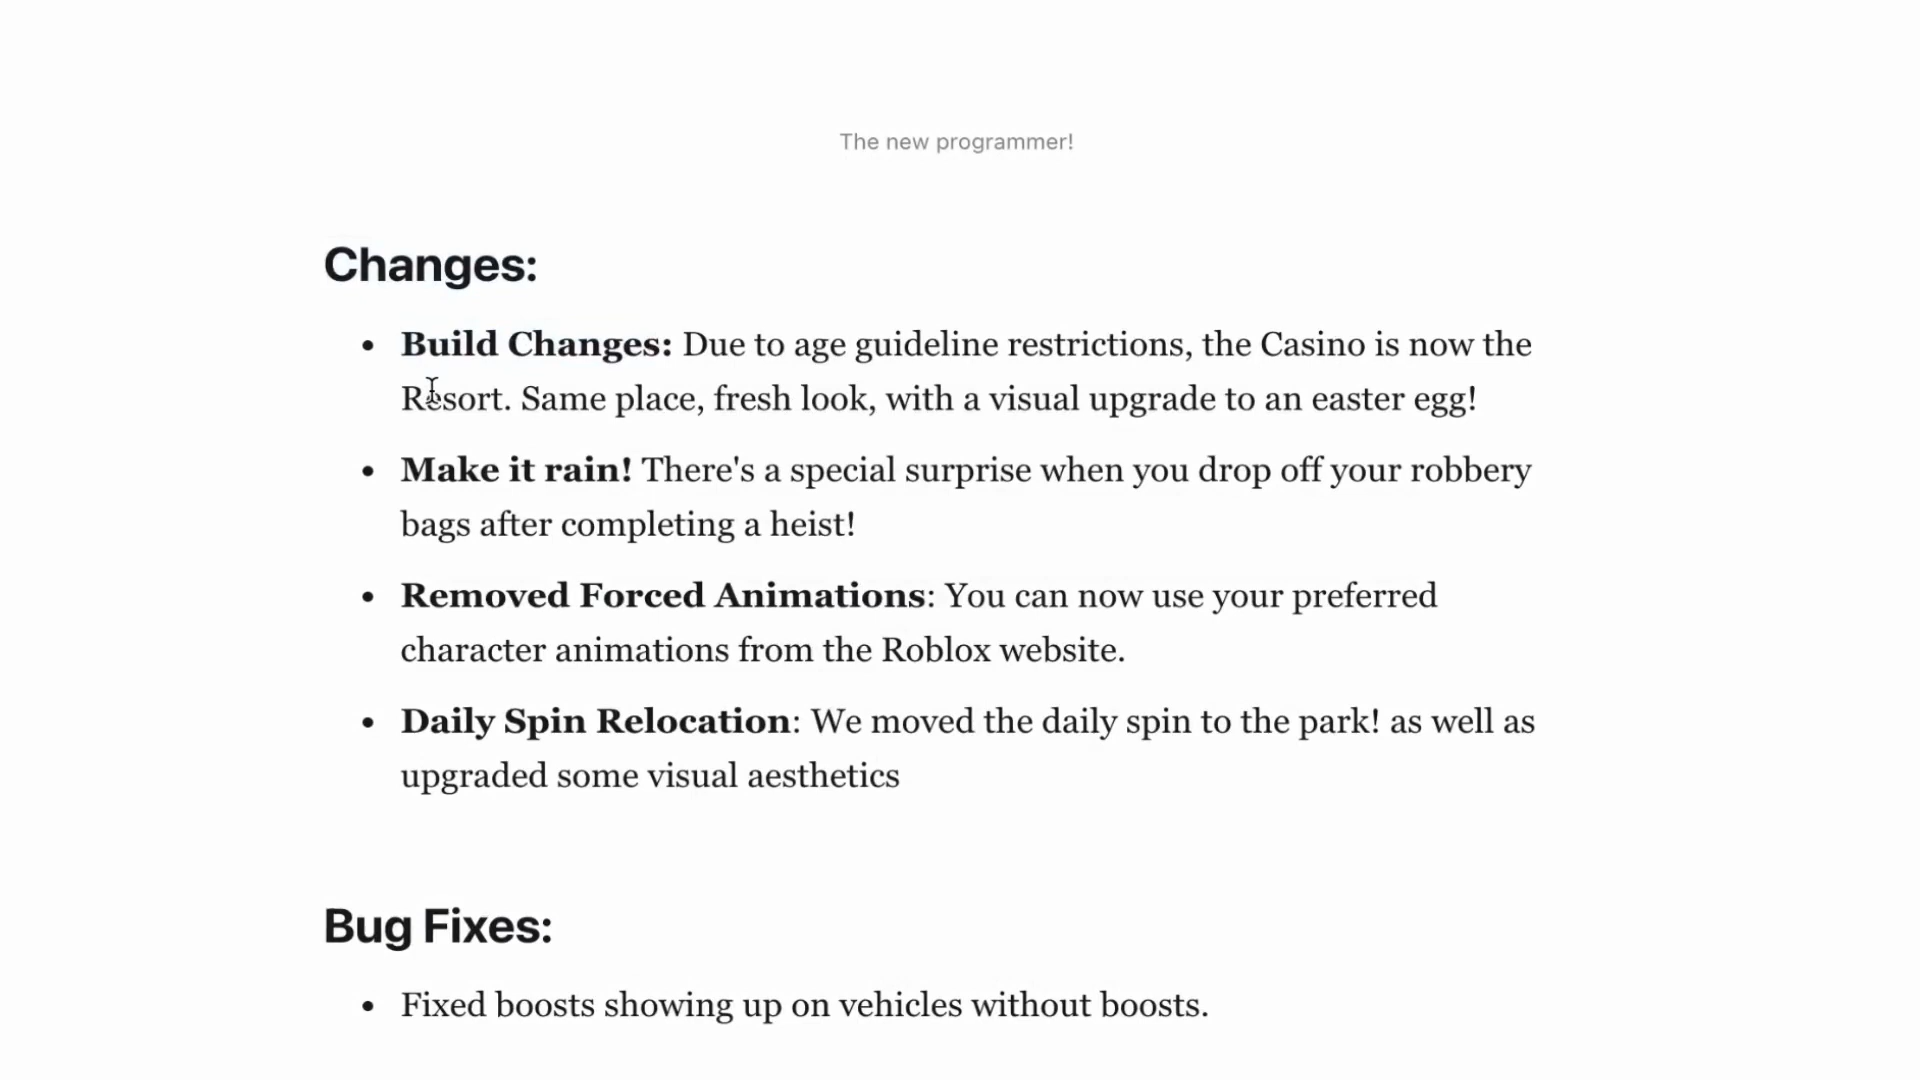 The new programmer!
Changes:
• Build Changes: Due to age guideline restrictions, the Casino is now the
Resort. Same place, fresh look, with a visual upgrade to an easter egg!
• Make it rain! There's a special surprise when you drop off your robbery
bags after completing a heist!
• Removed Forced Animations: You can now use your preferred
character animations from the Roblox website.
• Daily Spin Relocation: We moved the daily spin to the park! as well as
upgraded some visual aesthetics
Bug Fixes:
• Fixed boosts showing up on vehicles without boosts.